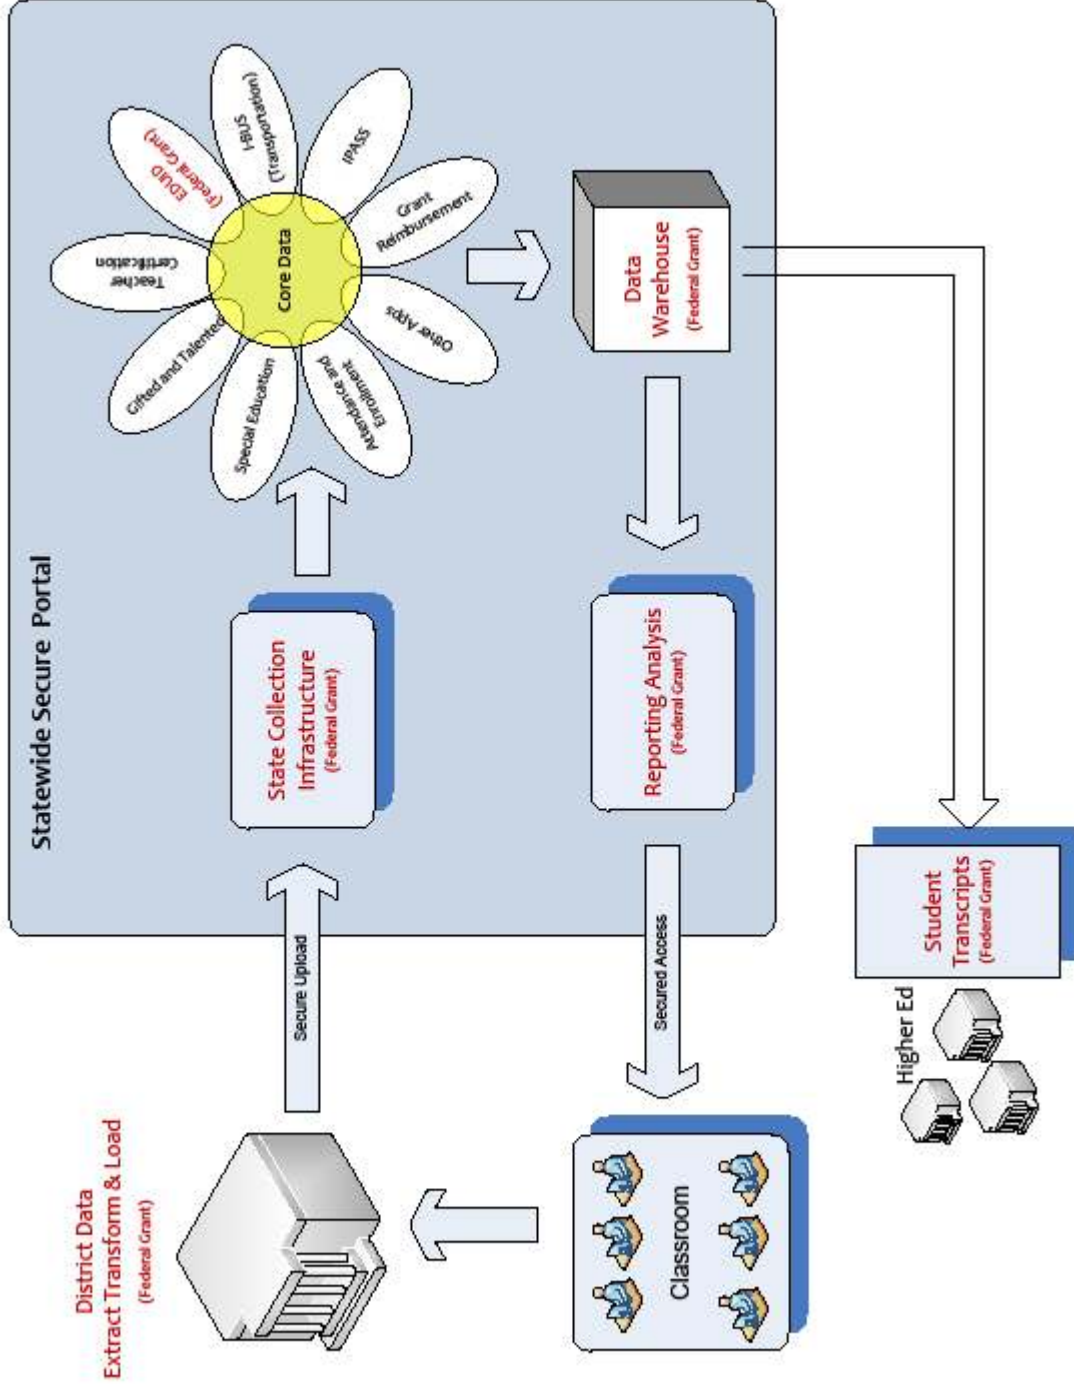 Statewide Secure Portal
District Data
Extract Transform & Load
(Federal Grant)
Secure Upload
State Collection
Infrastructure
(Federal Grant)
Core Data
Teacher
Certification
EDUID
(Federal Grant)
I-BUS
(Transportation)
IPASS
Grant
Reimbursement
Other Apps
Attendance and
Enrollment
Special Education
Gifted and Talented
Data
Warehouse
(Federal Grant)
Reporting Analysis
(Federal Grant)
Secured Access
Classroom
Higher Ed
Student
Transcripts
(Federal Grant)